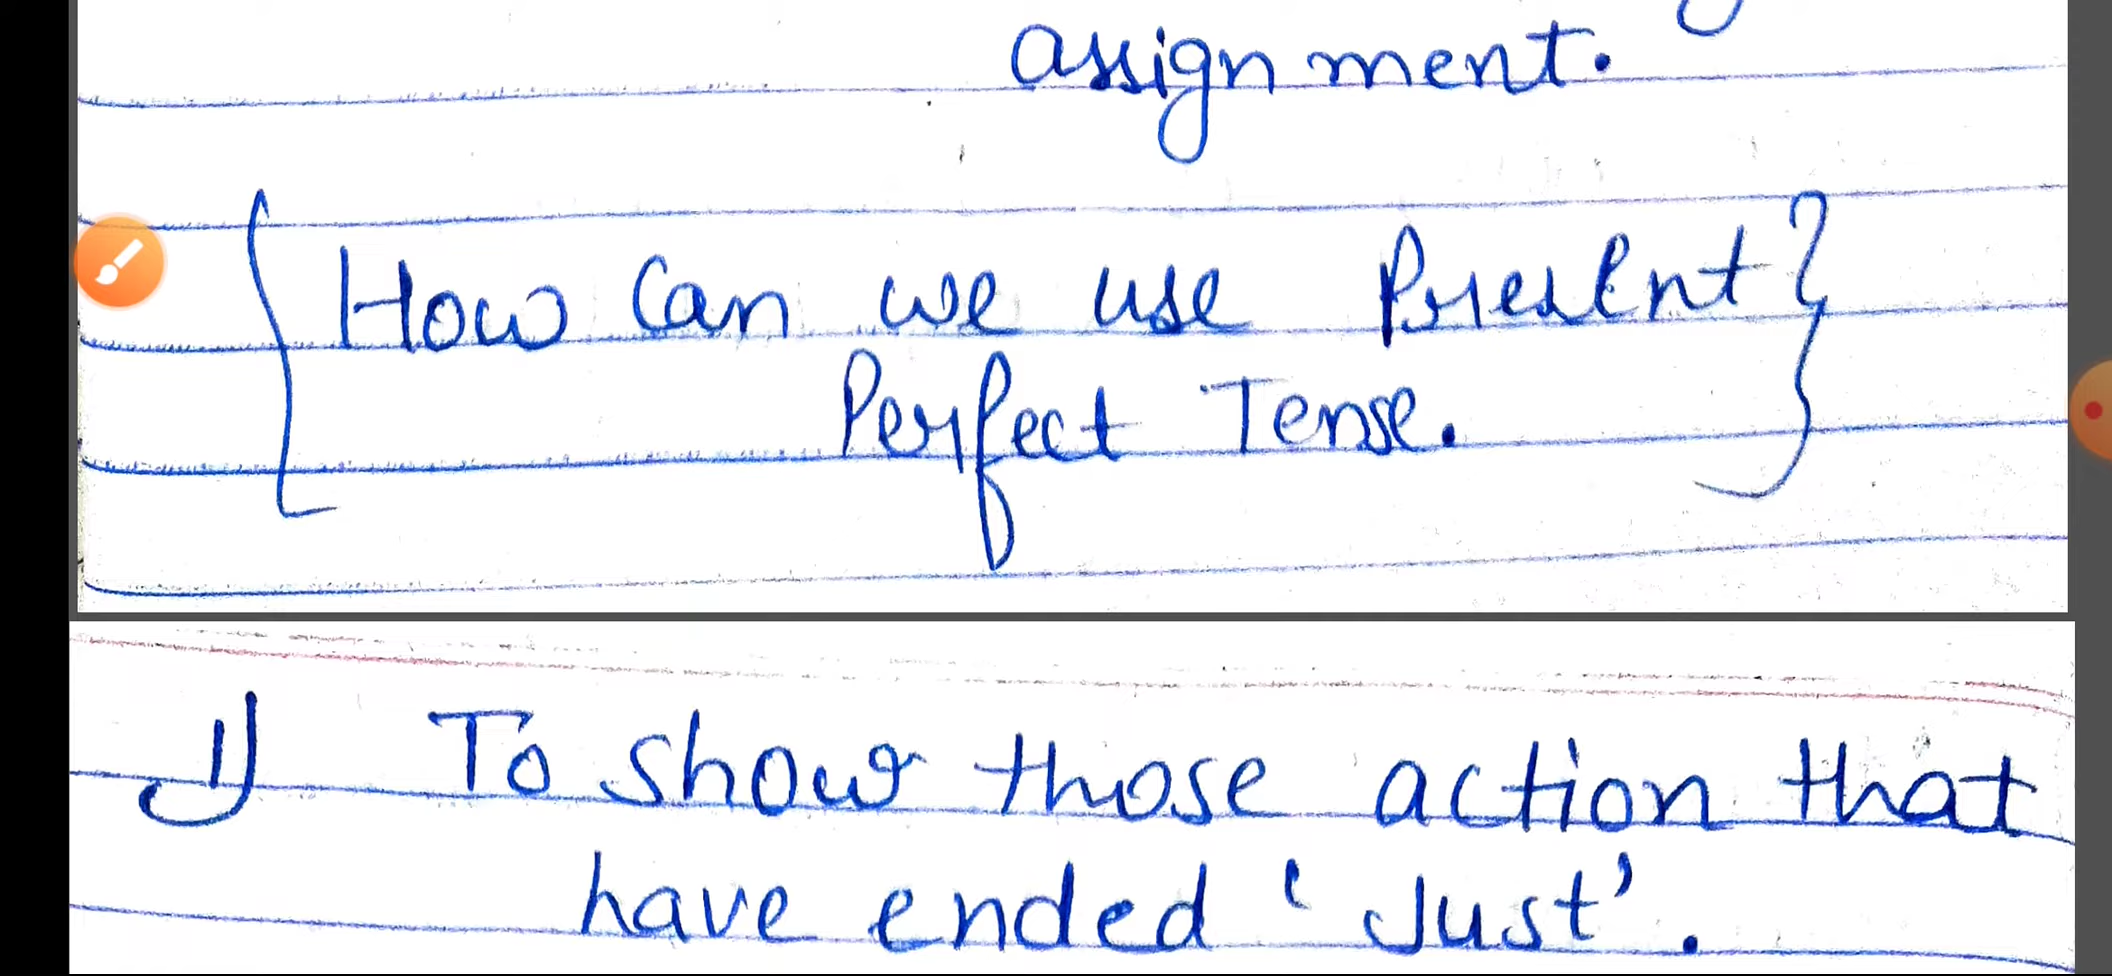 assignment.
{How Can we use Present}
Perfect Tense.
1) To show those action that
have ended 'Just'.